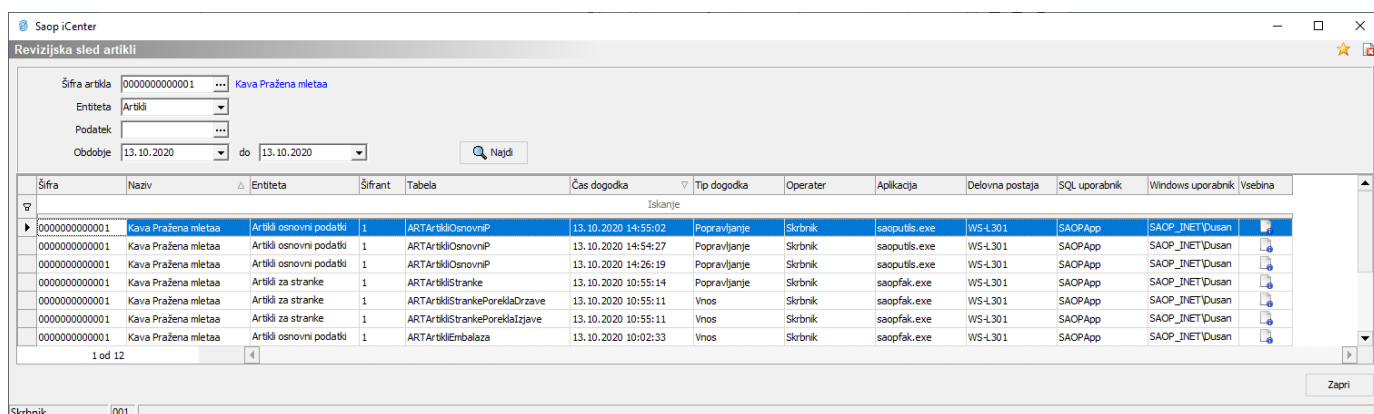 Saop iCenter
Revizijska sled artikli
Šifra artikla 0000000000001 ... Kava Pražena mletaa
Entiteta Artikli
Podatek ...
Obdobje 13.10.2020 do 13.10.2020 Najdi
Šifra Naziv Entiteta Šifrant Tabela Čas dogodka Tip dogodka Operater Aplikacija Delovna postaja SQL uporabnik Windows uporabnik Vsebina
Iskanje
0000000000001 Kava Pražena mletaa Artikli osnovni podatki 1 ARTArtikliOsnovniP 13.10.2020 14:55:02 Popravljanje Skrbnik saoputils.exe WS-L301 SAOPApp SAOP_INET\Dusan
0000000000001 Kava Pražena mletaa Artikli osnovni podatki 1 ARTArtikliOsnovniP 13.10.2020 14:54:27 Popravljanje Skrbnik saoputils.exe WS-L301 SAOPApp SAOP_INET\Dusan
0000000000001 Kava Pražena mletaa Artikli osnovni podatki 1 ARTArtikliOsnovniP 13.10.2020 14:26:19 Popravljanje Skrbnik saoputils.exe WS-L301 SAOPApp SAOP_INET\Dusan
0000000000001 Kava Pražena mletaa Artikli za stranke 1 ARTArtikliStranke 13.10.2020 10:55:14 Popravljanje Skrbnik saopfak.exe WS-L301 SAOPApp SAOP_INET\Dusan
0000000000001 Kava Pražena mletaa Artikli za stranke 1 ARTArtikliStrankePoreklaDrzave 13.10.2020 10:55:11 Vnos Skrbnik saopfak.exe WS-L301 SAOPApp SAOP_INET\Dusan
0000000000001 Kava Pražena mletaa Artikli za stranke 1 ARTArtikliStrankePoreklaIzjave 13.10.2020 10:55:11 Vnos Skrbnik saopfak.exe WS-L301 SAOPApp SAOP_INET\Dusan
0000000000001 Kava Pražena mletaa Artikli osnovni podatki 1 ARTArtikliEmbalaza 13.10.2020 10:02:33 Vnos Skrbnik saopfak.exe WS-L301 SAOPApp SAOP_INET\Dusan
1 od 12
Zapri
Skrbnik 001